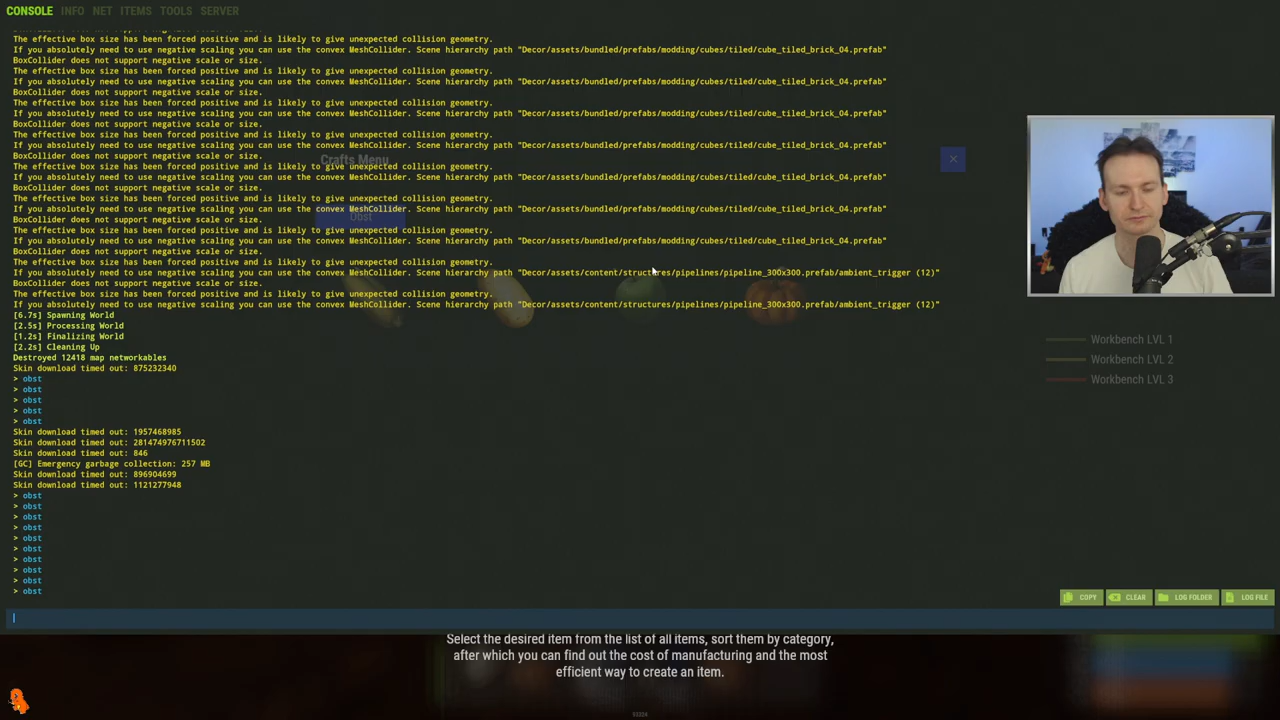 CONSOLE INFO NET ITEMS TOOLS SERVER
The effective box size has been forced positive and is likely to give unexpected collision geometry.
If you absolutely need to use negative scaling you can use the convex MeshCollider. Scene hierarchy path "Decor/assets/bundled/prefabs/modding/cubes/tiled/cube_tiled_brick_04.prefab"
BoxCollider does not support negative scale or size.
The effective box size has been forced positive and is likely to give unexpected collision geometry.
If you absolutely need to use negative scaling you can use the convex MeshCollider. Scene hierarchy path "Decor/assets/bundled/prefabs/modding/cubes/tiled/cube_tiled_brick_04.prefab"
BoxCollider does not support negative scale or size.
The effective box size has been forced positive and is likely to give unexpected collision geometry.
If you absolutely need to use negative scaling you can use the convex MeshCollider. Scene hierarchy path "Decor/assets/bundled/prefabs/modding/cubes/tiled/cube_tiled_brick_04.prefab"
BoxCollider does not support negative scale or size.
The effective box size has been forced positive and is likely to give unexpected collision geometry.
If you absolutely need to use negative scaling you can use the convex MeshCollider. Scene hierarchy path "Decor/assets/bundled/prefabs/modding/cubes/tiled/cube_tiled_brick_04.prefab"
BoxCollider does not support negative scale or size.
Crafts Menu
The effective box size has been forced positive and is likely to give unexpected collision geometry.
If you absolutely need to use negative scaling you can use the convex MeshCollider. Scene hierarchy path "Decor/assets/bundled/prefabs/modding/cubes/tiled/cube_tiled_brick_04.prefab"
BoxCollider does not support negative scale or size.
The effective box size has been forced positive and is likely to give unexpected collision geometry.
If you absolutely need to use negative scaling you can use the convex MeshCollider. Scene hierarchy path "Decor/assets/bundled/prefabs/modding/cubes/tiled/cube_tiled_brick_04.prefab"
Obst
BoxCollider does not support negative scale or size.
The effective box size has been forced positive and is likely to give unexpected collision geometry.
If you absolutely need to use negative scaling you can use the convex MeshCollider. Scene hierarchy path "Decor/assets/bundled/prefabs/modding/cubes/tiled/cube_tiled_brick_04.prefab"
BoxCollider does not support negative scale or size.
The effective box size has been forced positive and is likely to give unexpected collision geometry.
If you absolutely need to use negative scaling you can use the convex MeshCollider. Scene hierarchy path "Decor/assets/content/structures/pipelines/pipeline_300x300.prefab/ambient_trigger (12)"
BoxCollider does not support negative scale or size.
The effective box size has been forced positive and is likely to give unexpected collision geometry.
If you absolutely need to use negative scaling you can use the convex MeshCollider. Scene hierarchy path "Decor/assets/content/structures/pipelines/pipeline_300x300.prefab/ambient_trigger (12)"
[6.7s] Spawning World
[2.5s] Processing World
[1.2s] Finalizing World
[2.2s] Cleaning Up
Destroyed 12418 map networkables
Skin download timed out: 875232340
Workbench LVL 1
Workbench LVL 2
Workbench LVL 3
> obst
> obst
> obst
> obst
> obst
Skin download timed out: 1957468985
Skin download timed out: 281474976711502
Skin download timed out: 846
[GC] Emergency garbage collection: 257 MB
Skin download timed out: 896904699
Skin download timed out: 1121277948
> obst
> obst
> obst
> obst
> obst
> obst
> obst
> obst
> obst
> obst
COPY CLEAR LOG FOLDER LOG FILE
Select the desired item from the list of all items, sort them by category,
after which you can find out the cost of manufacturing and the most
efficient way to create an item.